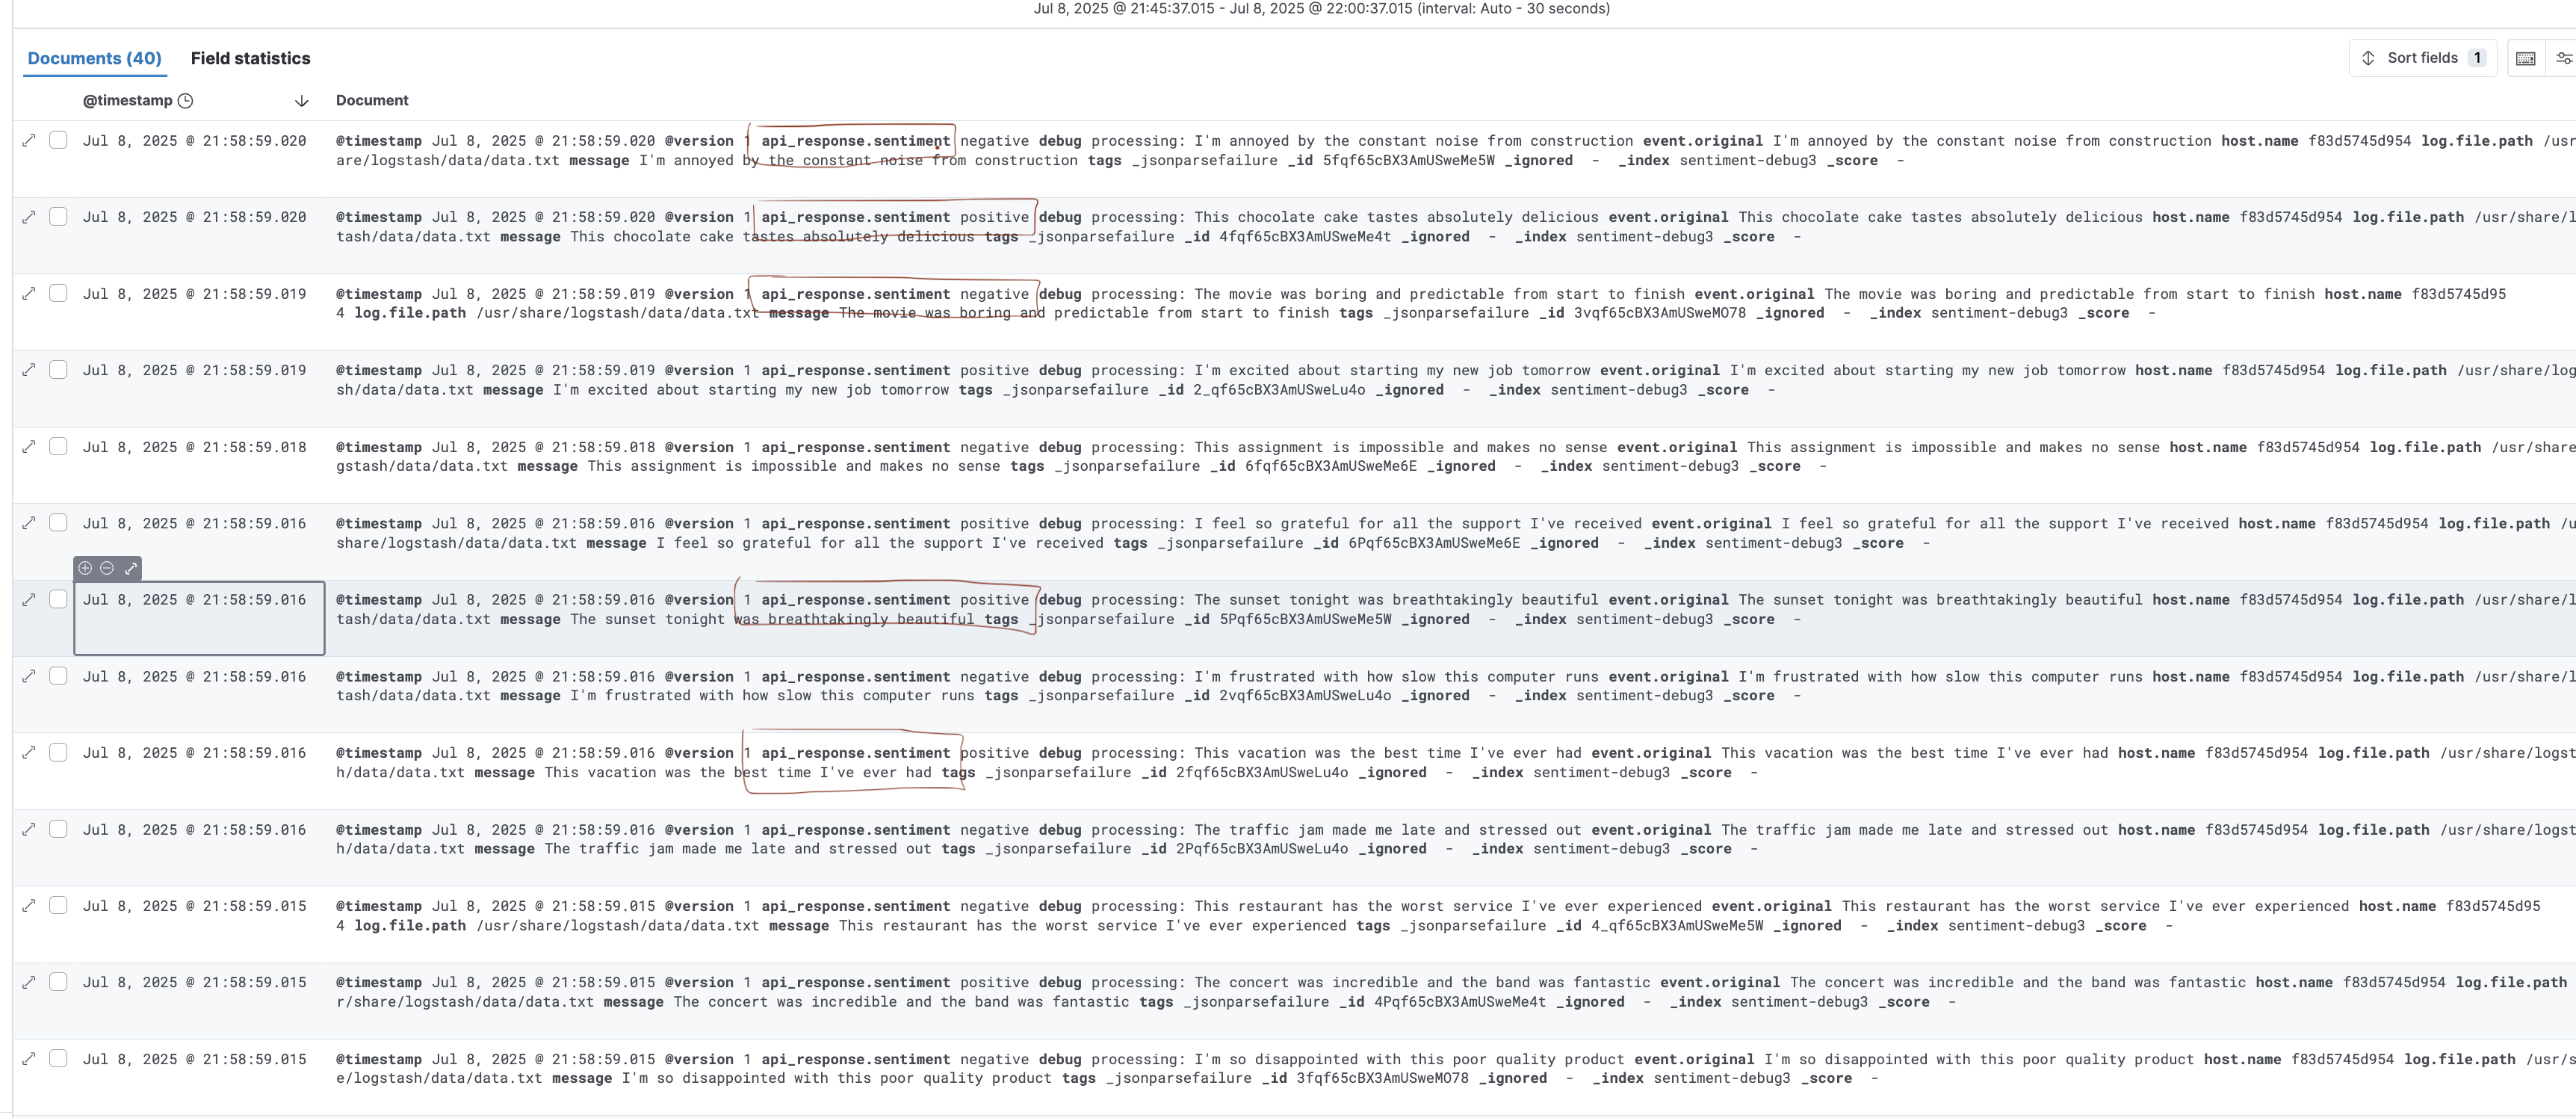 Jul 8, 2025 @ 21:45:37.015 - Jul 8, 2025 @ 22:00:37.015 (interval: Auto - 30 seconds)
Documents (40) Field statistics Sort fields 1
@timestamp Document
Jul 8, 2025 @ 21:58:59.020 @timestamp Jul 8, 2025 @ 21:58:59.020 @version 1 api_response.sentiment negative debug processing: I'm annoyed by the constant noise from construction event.original I'm annoyed by the constant noise from construction host.name f83d5745d954 log.file.path /usr
are/logstash/data/data.txt message I'm annoyed by the constant noise from construction tags _jsonparsefailure _id 5fqf65cBX3AmUSweMe5W _ignored - _index sentiment-debug3 _score -
Jul 8, 2025 @ 21:58:59.020 @timestamp Jul 8, 2025 @ 21:58:59.020 @version 1 api_response.sentiment positive debug processing: This chocolate cake tastes absolutely delicious event.original This chocolate cake tastes absolutely delicious host.name f83d5745d954 log.file.path /usr/share/l
tash/data/data.txt message This chocolate cake tastes absolutely delicious tags _jsonparsefailure _id 4fqf65cBX3AmUSweMe4t _ignored - _index sentiment-debug3 _score -
Jul 8, 2025 @ 21:58:59.019 @timestamp Jul 8, 2025 @ 21:58:59.019 @version 1 api_response.sentiment negative debug processing: The movie was boring and predictable from start to finish event.original The movie was boring and predictable from start to finish host.name f83d5745d95
4 log.file.path /usr/share/logstash/data/data.txt message The movie was boring and predictable from start to finish tags _jsonparsefailure _id 3vqf65cBX3AmUSweMO78 _ignored - _index sentiment-debug3 _score -
Jul 8, 2025 @ 21:58:59.019 @timestamp Jul 8, 2025 @ 21:58:59.019 @version 1 api_response.sentiment positive debug processing: I'm excited about starting my new job tomorrow event.original I'm excited about starting my new job tomorrow host.name f83d5745d954 log.file.path /usr/share/log
sh/data/data.txt message I'm excited about starting my new job tomorrow tags _jsonparsefailure _id 2_qf65cBX3AmUSweLu4o _ignored - _index sentiment-debug3 _score -
Jul 8, 2025 @ 21:58:59.018 @timestamp Jul 8, 2025 @ 21:58:59.018 @version 1 api_response.sentiment negative debug processing: This assignment is impossible and makes no sense event.original This assignment is impossible and makes no sense host.name f83d5745d954 log.file.path /usr/share
gstash/data/data.txt message This assignment is impossible and makes no sense tags _jsonparsefailure _id 6fqf65cBX3AmUSweMe6E _ignored - _index sentiment-debug3 _score -
Jul 8, 2025 @ 21:58:59.016 @timestamp Jul 8, 2025 @ 21:58:59.016 @version 1 api_response.sentiment positive debug processing: I feel so grateful for all the support I've received event.original I feel so grateful for all the support I've received host.name f83d5745d954 log.file.path /u
share/logstash/data/data.txt message I feel so grateful for all the support I've received tags _jsonparsefailure _id 6Pqf65cBX3AmUSweMe6E _ignored - _index sentiment-debug3 _score -
Jul 8, 2025 @ 21:58:59.016 @timestamp Jul 8, 2025 @ 21:58:59.016 @version 1 api_response.sentiment positive debug processing: The sunset tonight was breathtakingly beautiful event.original The sunset tonight was breathtakingly beautiful host.name f83d5745d954 log.file.path /usr/share/l
tash/data/data.txt message The sunset tonight was breathtakingly beautiful tags _jsonparsefailure _id 5Pqf65cBX3AmUSweMe5W _ignored - _index sentiment-debug3 _score -
Jul 8, 2025 @ 21:58:59.016 @timestamp Jul 8, 2025 @ 21:58:59.016 @version 1 api_response.sentiment negative debug processing: I'm frustrated with how slow this computer runs event.original I'm frustrated with how slow this computer runs host.name f83d5745d954 log.file.path /usr/share/l
tash/data/data.txt message I'm frustrated with how slow this computer runs tags _jsonparsefailure _id 2vqf65cBX3AmUSweLu4o _ignored - _index sentiment-debug3 _score -
Jul 8, 2025 @ 21:58:59.016 @timestamp Jul 8, 2025 @ 21:58:59.016 @version 1 api_response.sentiment positive debug processing: This vacation was the best time I've ever had event.original This vacation was the best time I've ever had host.name f83d5745d954 log.file.path /usr/share/logst
h/data/data.txt message This vacation was the best time I've ever had tags _jsonparsefailure _id 2fqf65cBX3AmUSweLu4o _ignored - _index sentiment-debug3 _score -
Jul 8, 2025 @ 21:58:59.016 @timestamp Jul 8, 2025 @ 21:58:59.016 @version 1 api_response.sentiment negative debug processing: The traffic jam made me late and stressed out event.original The traffic jam made me late and stressed out host.name f83d5745d954 log.file.path /usr/share/logst
h/data/data.txt message The traffic jam made me late and stressed out tags _jsonparsefailure _id 2Pqf65cBX3AmUSweLu4o _ignored - _index sentiment-debug3 _score -
Jul 8, 2025 @ 21:58:59.015 @timestamp Jul 8, 2025 @ 21:58:59.015 @version 1 api_response.sentiment negative debug processing: This restaurant has the worst service I've ever experienced event.original This restaurant has the worst service I've ever experienced host.name f83d5745d95
4 log.file.path /usr/share/logstash/data/data.txt message This restaurant has the worst service I've ever experienced tags _jsonparsefailure _id 4_qf65cBX3AmUSweMe5W _ignored - _index sentiment-debug3 _score -
Jul 8, 2025 @ 21:58:59.015 @timestamp Jul 8, 2025 @ 21:58:59.015 @version 1 api_response.sentiment positive debug processing: The concert was incredible and the band was fantastic event.original The concert was incredible and the band was fantastic host.name f83d5745d954 log.file.path
r/share/logstash/data/data.txt message The concert was incredible and the band was fantastic tags _jsonparsefailure _id 4Pqf65cBX3AmUSweMe4t _ignored - _index sentiment-debug3 _score -
Jul 8, 2025 @ 21:58:59.015 @timestamp Jul 8, 2025 @ 21:58:59.015 @version 1 api_response.sentiment negative debug processing: I'm so disappointed with this poor quality product event.original I'm so disappointed with this poor quality product host.name f83d5745d954 log.file.path /usr/s
e/logstash/data/data.txt message I'm so disappointed with this poor quality product tags _jsonparsefailure _id 3fqf65cBX3AmUSweMO78 _ignored - _index sentiment-debug3 _score -